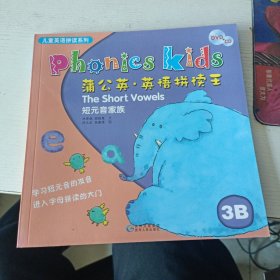 儿童英语拼读系列
Phonics Kids
DVD
蒲公英·英语拼读王
The Short Vowels
短元音家族
e
a
学习短元音的发音
进入字母拼读的大门
3B